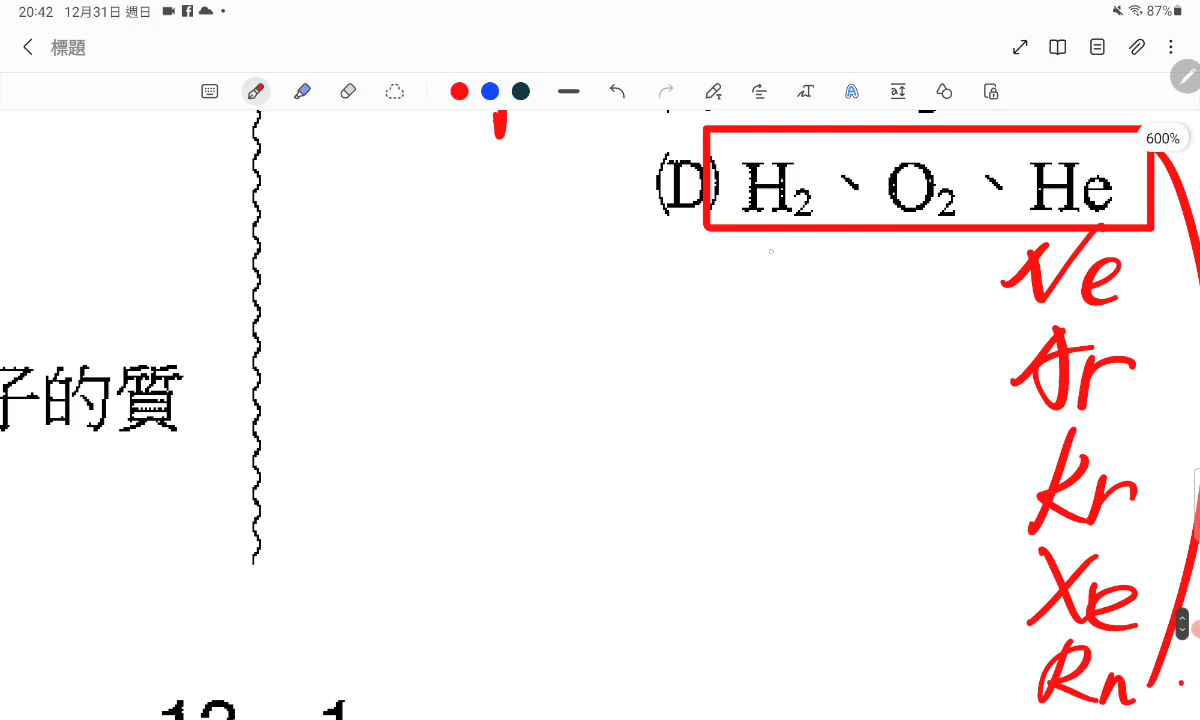 20:42 12月31日 週日 87%
標題
600%
(D) H₂、O₂、He
Ne
Ar
子的質
Kr
Xe
Rn